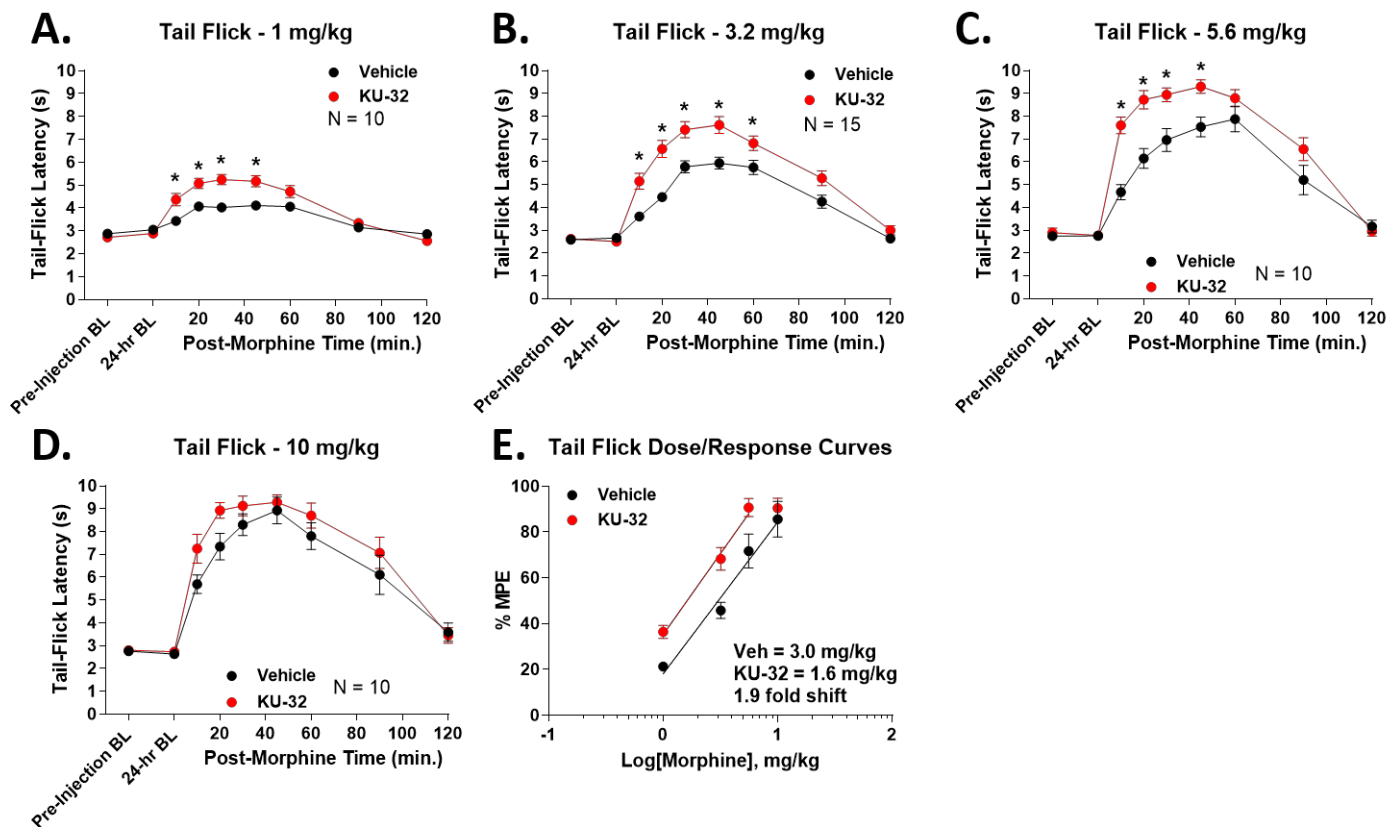 A.
Tail Flick - 1 mg/kg
Tail-Flick Latency (s)
10
9
8
7
6
5
4
3
2
1
0
Vehicle
KU-32
N = 10
* * * *
Pre-Injection BL
24-hr BL
20 40 60 80 100 120
Post-Morphine Time (min.)
B.
Tail Flick - 3.2 mg/kg
Tail-Flick Latency (s)
10
9
8
7
6
5
4
3
2
1
0
Vehicle
KU-32
N = 15
* * * * *
Pre-Injection BL
24-hr BL
20 40 60 80 100 120
Post-Morphine Time (min.)
C.
Tail Flick - 5.6 mg/kg
Tail-Flick Latency (s)
10
9
8
7
6
5
4
3
2
1
0
* * * *
Vehicle
KU-32
N = 10
Pre-Injection BL
24-hr BL
20 40 60 80 100 120
Post-Morphine Time (min.)
D.
Tail Flick - 10 mg/kg
Tail-Flick Latency (s)
10
9
8
7
6
5
4
3
2
1
0
Vehicle
KU-32
N = 10
Pre-Injection BL
24-hr BL
20 40 60 80 100 120
Post-Morphine Time (min.)
E.
Tail Flick Dose/Response Curves
% MPE
100
80
60
40
20
0
Vehicle
KU-32
Veh = 3.0 mg/kg
KU-32 = 1.6 mg/kg
1.9 fold shift
-1 0 1 2
Log[Morphine], mg/kg